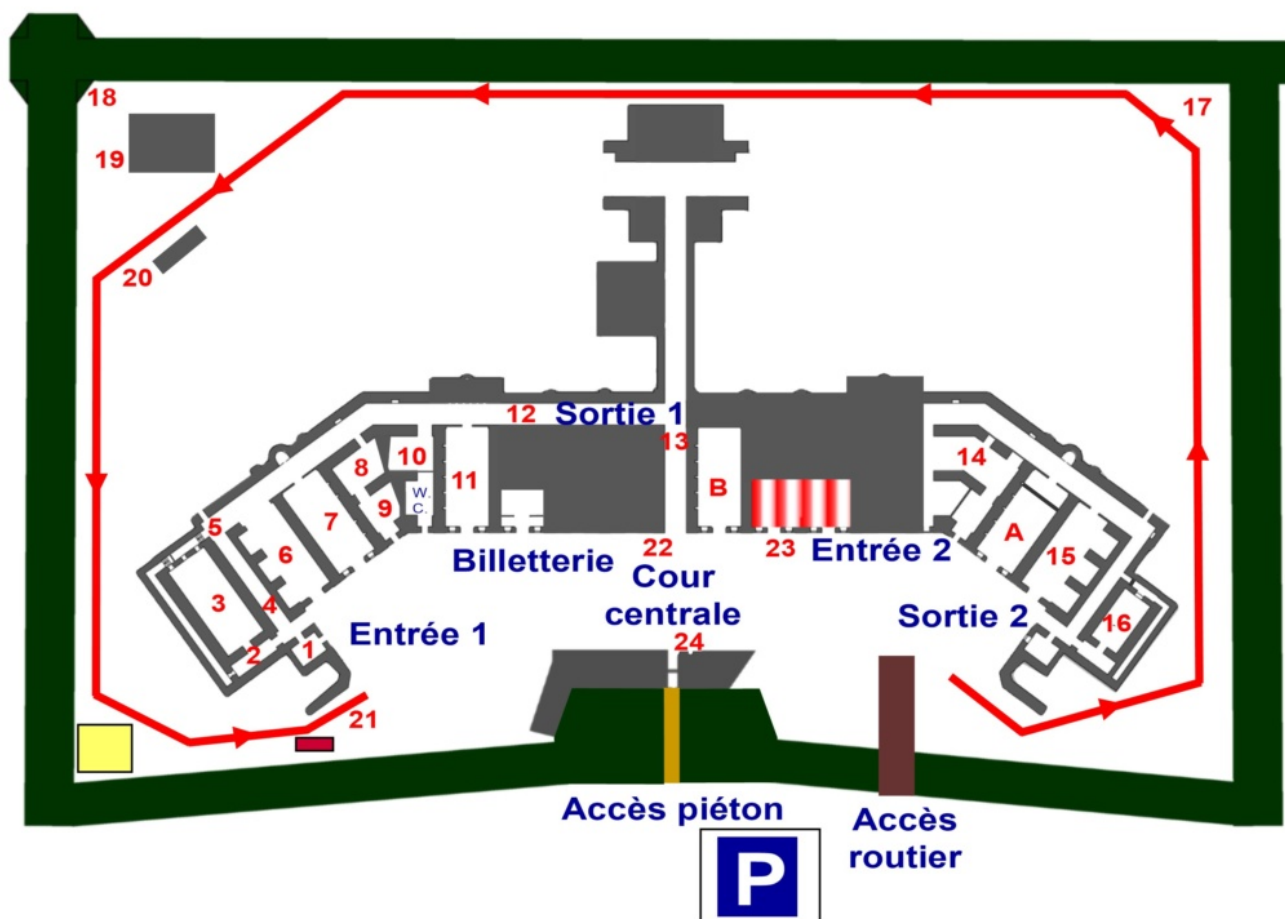 18
17
19
20
12
Sortie 1
13
8
10
11
14
7
9
W.
C.
B
A
5
6
15
22
23
Entrée 2
Billetterie
Cour
centrale
3
4
Entrée 1
Sortie 2
16
1
2
24
21
Accès piéton
Accès
routier
P